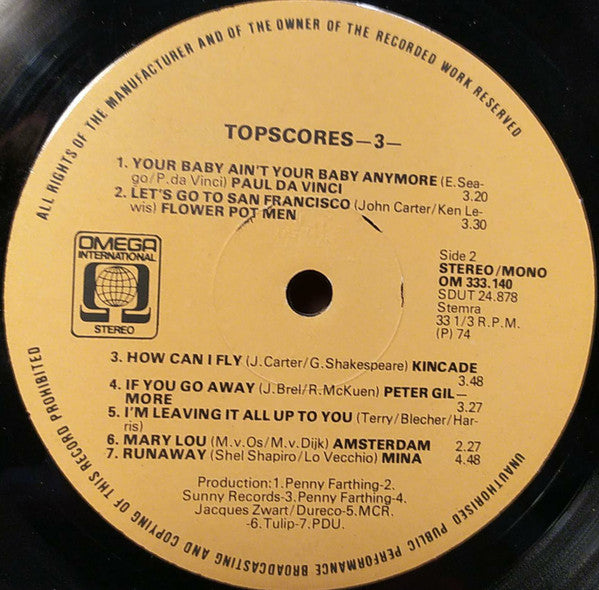 ALL RIGHTS OF THE MANUFACTURER AND OF THE OWNER OF THE RECORDED WORK RESERVED
TOPSCORES—3—
1. YOUR BABY AIN'T YOUR BABY ANYMORE (E.Sea-
go/P.da Vinci) PAUL DA VINCI 3.20
2. LET'S GO TO SAN FRANCISCO (John Carter/Ken Le-
wis) FLOWER POT MEN 3.30
OMEGA
INTERNATIONAL
Ω
STEREO
Side 2
STEREO/MONO
OM 333.140
SDUT 24.878
Stemra
33 1/3 R.P.M.
(P) 74
3. HOW CAN I FLY (J.Carter/G.Shakespeare) KINCADE
3.48
4. IF YOU GO AWAY (J.Brel/R.McKuen) PETER GIL—
MORE 3.27
5. I'M LEAVING IT ALL UP TO YOU (Terry/Blecher/Har-
ris)
6. MARY LOU (M.v.Os/M.v.Dijk) AMSTERDAM 2.27
7. RUNAWAY (Shel Shapiro/Lo Vecchio) MINA 4.48
Production:1.Penny Farthing-2.
Sunny Records-3.Penny Farthing-4.
Jacques Zwart/Dureco-5.MCR.
-6.Tulip-7.PDU.
UNAUTHORISED PUBLIC PERFORMANCE BROADCASTING AND COPYING OF THIS RECORD PROHIBITED